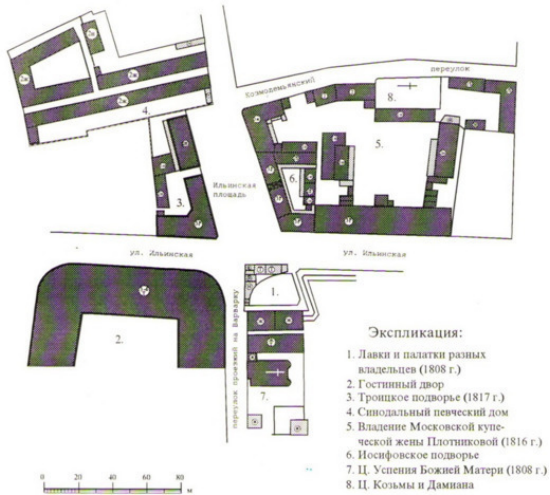 Козмодемьянский
переулок
8.
4.
5.
6.
3.
Ильинская
площадь
ул. Ильинская
ул. Ильинская
1.
2.
переулок проезжий на Варварку
7.
Экспликация:
1. Лавки и палатки разных
владельцев (1808 г.)
2. Гостинный двор
3. Троицкое подворье (1817 г.)
4. Синодальный певческий дом
5. Владение Московской купе-
ческой жены Плотниковой (1816 г.)
6. Иосифовское подворье
7. Ц. Успения Божией Матери (1808 г.)
8. Ц. Козьмы и Дамиана
0 20 40 60 80
м